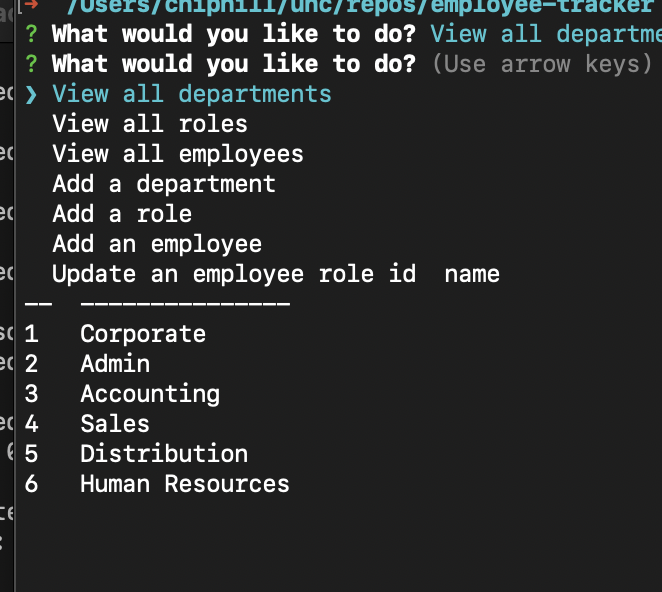 → /Users/chiphill/unc/repos/employee-tracker
? What would you like to do? View all departme
? What would you like to do? (Use arrow keys)
❯ View all departments
View all roles
View all employees
Add a department
Add a role
Add an employee
Update an employee role id  name
--  ---------------
1   Corporate
2   Admin
3   Accounting
4   Sales
5   Distribution
6   Human Resources